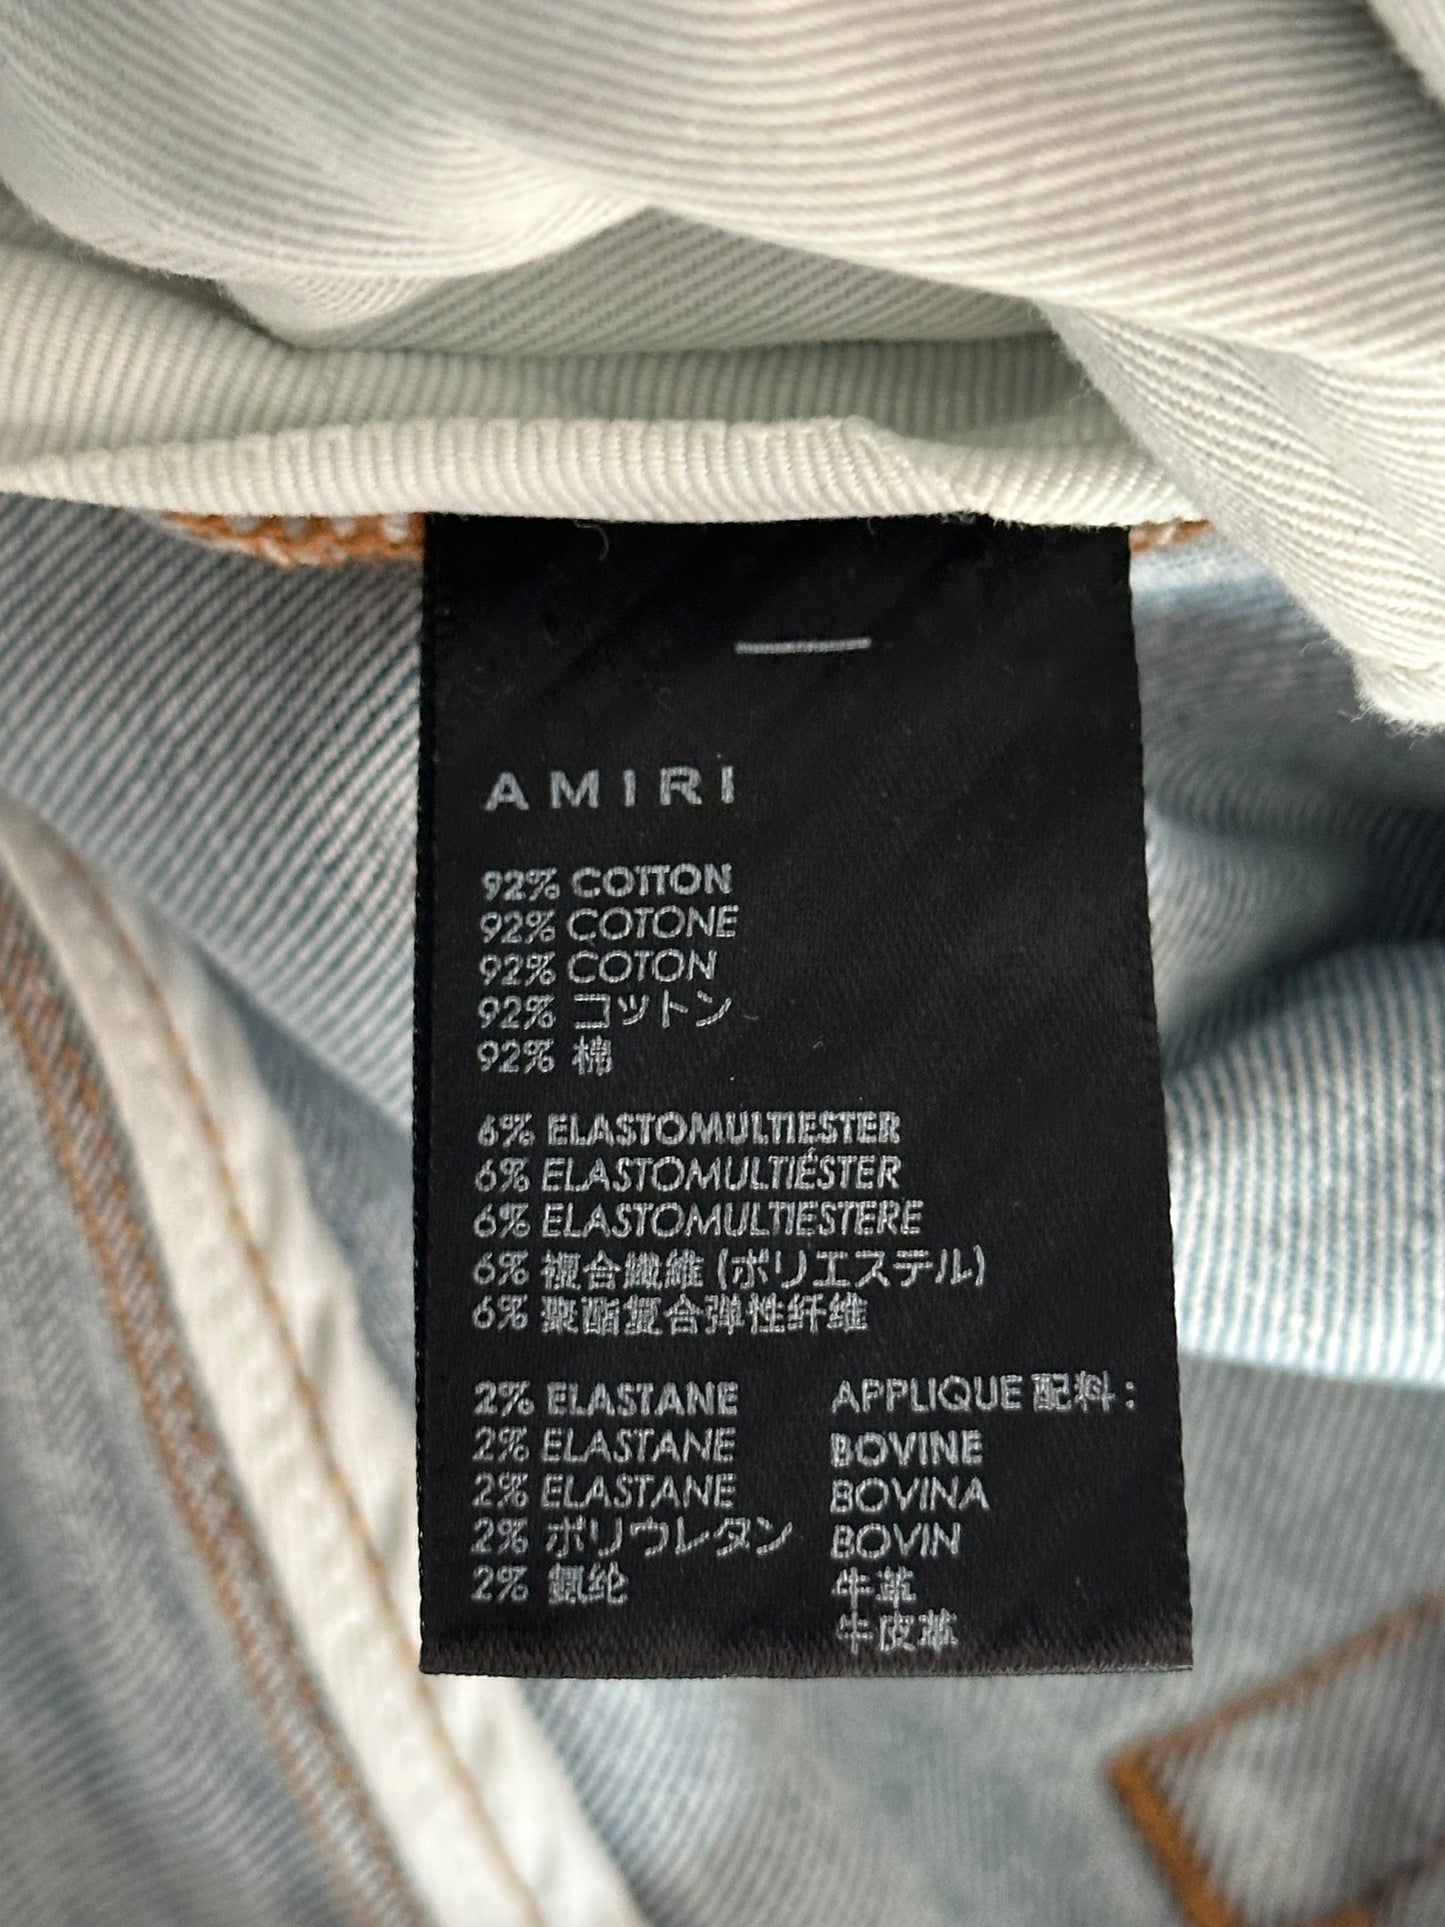 AMIRI
92% COTTON
92% COTONE
92% COTON
92% コットン
92% 棉
6% ELASTOMULTIESTER
6% ELASTOMULTIÉSTER
6% ELASTOMULTIESTERE
6% 複合繊維 (ポリエステル)
6% 聚酯复合弹性纤维
2% ELASTANE
2% ELASTANE
2% ELASTANE
2% ポリウレタン
2% 氨纶
APPLIQUE 配料 :
BOVINE
BOVINA
BOVIN
牛革
牛皮革